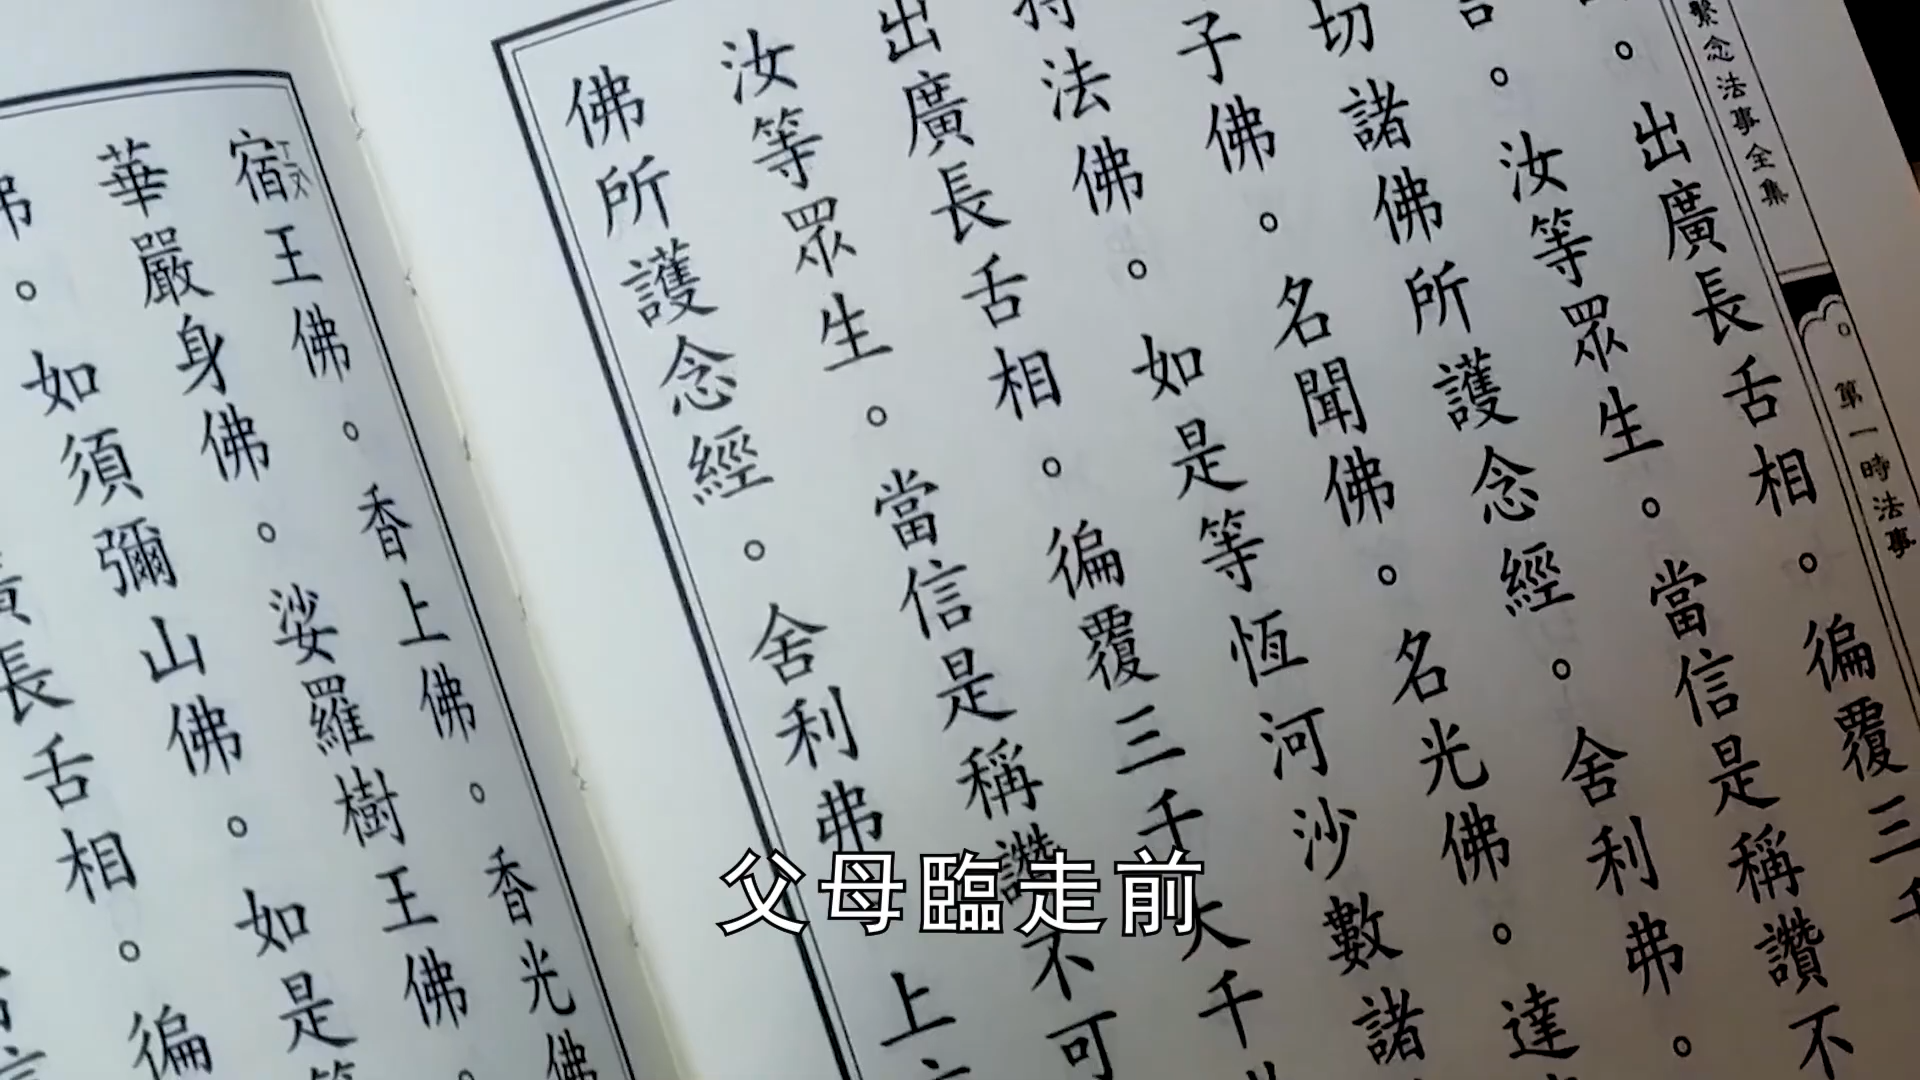 繫念法事全集
第一時法事
。出廣長舌相。徧覆三千
。汝等眾生。當信是稱讚不
切諸佛所護念經。舍利弗。
子佛。名聞佛。名光佛。達
持法佛。如是等恆河沙數諸
出廣長舌相。徧覆三千大千
汝等眾生。當信是稱讚不可
佛所護念經。舍利弗
上
宿王佛。香上佛。香光佛
ㄒㄧㄡ
華嚴身佛。娑羅樹王佛。
佛。如須彌山佛。如是等
廣長舌相。徧
父母臨走前